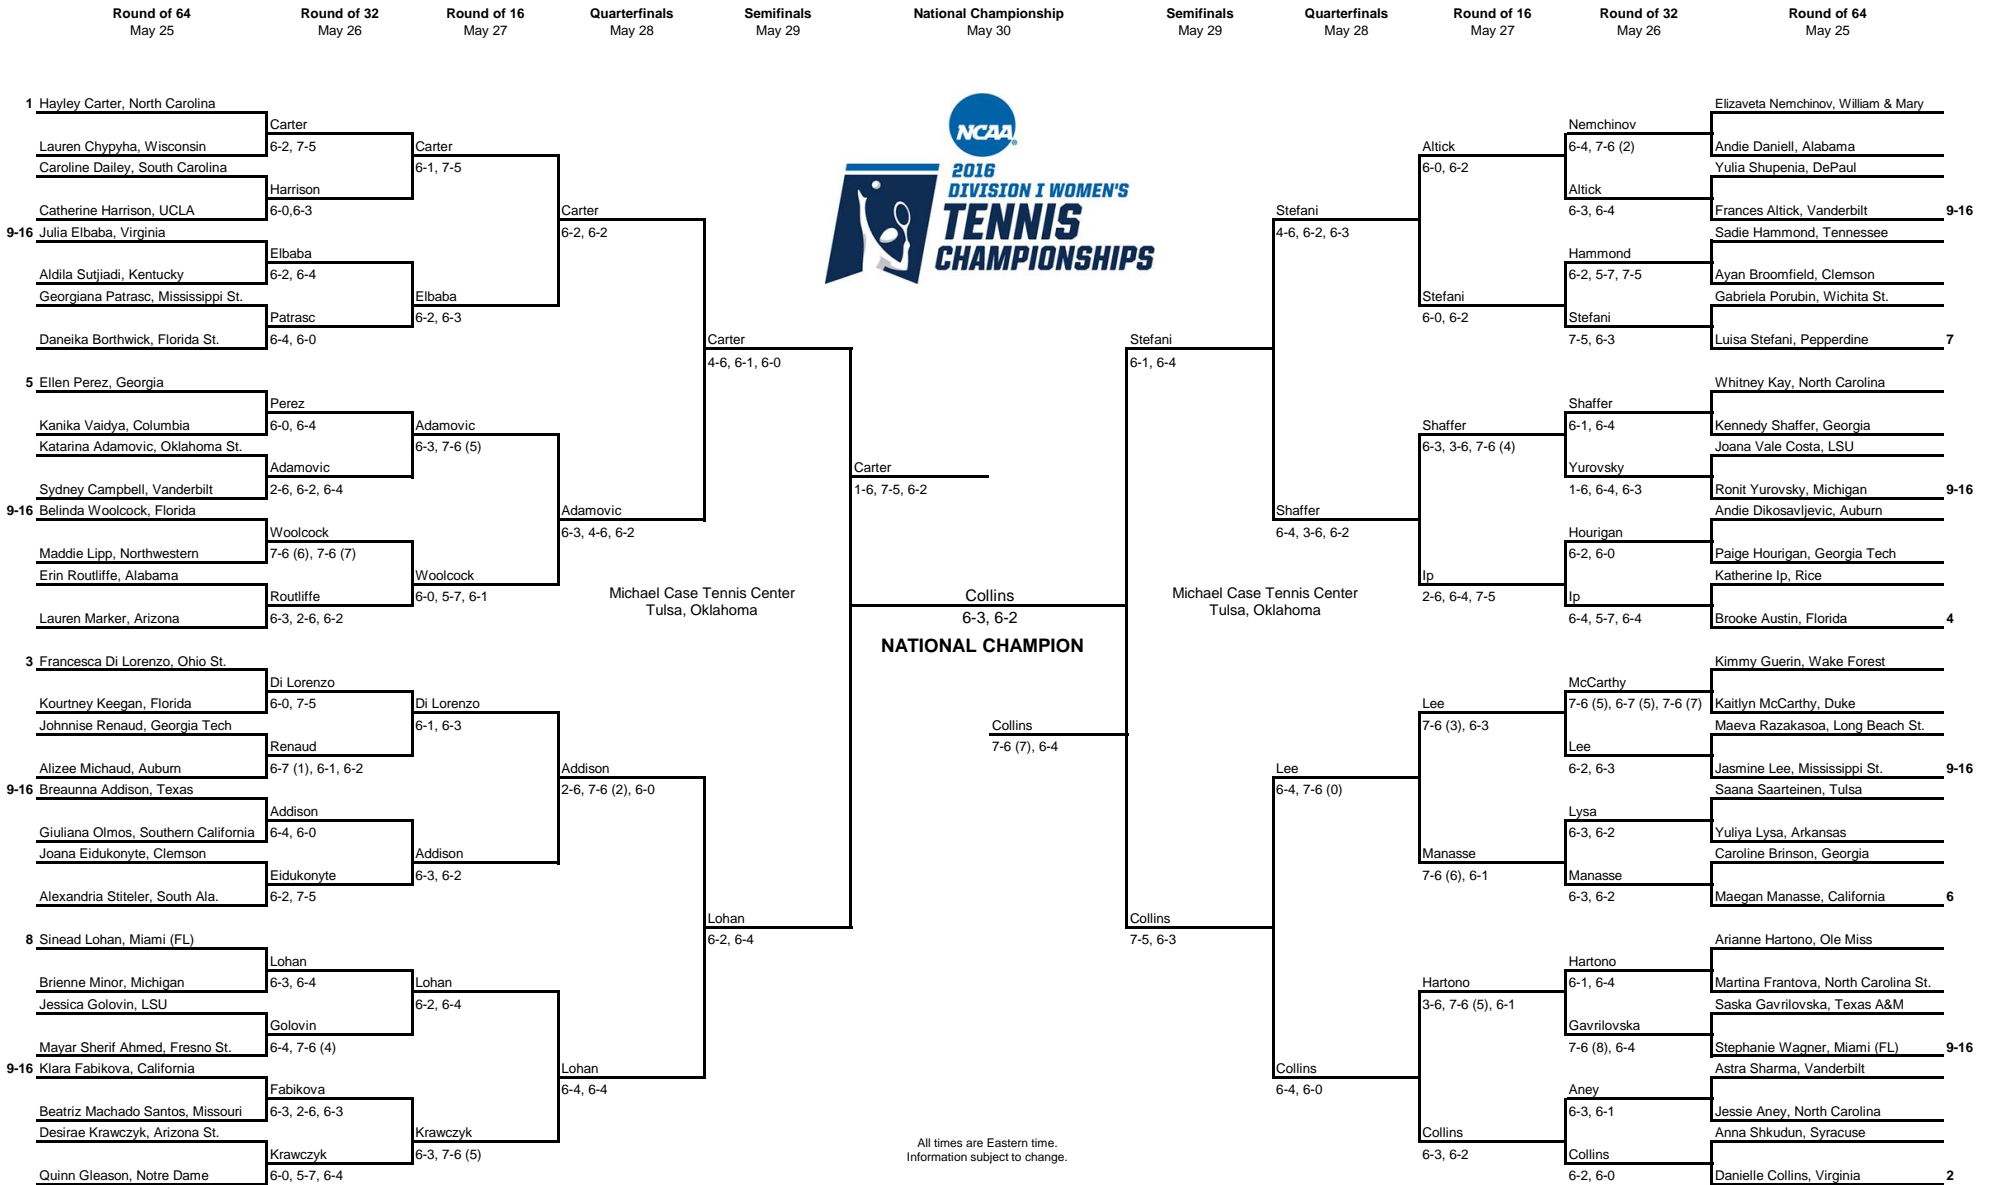 Round of 64 Round of 32 Round of 16 Quarterfinals Semifinals National Championship Semifinals Quarterfinals Round of 16 Round of 32 Round of 64
May 25 May 26 May 27 May 28 May 29 May 30 May 29 May 28 May 27 May 26 May 25
NCAA
2016
DIVISION I WOMEN'S
TENNIS
CHAMPIONSHIPS
1 Hayley Carter, North Carolina
Lauren Chypyha, Wisconsin
Caroline Dailey, South Carolina
Catherine Harrison, UCLA
9-16 Julia Elbaba, Virginia
Aldila Sutjiadi, Kentucky
Georgiana Patrasc, Mississippi St.
Daneika Borthwick, Florida St.
5 Ellen Perez, Georgia
Kanika Vaidya, Columbia
Katarina Adamovic, Oklahoma St.
Sydney Campbell, Vanderbilt
9-16 Belinda Woolcock, Florida
Maddie Lipp, Northwestern
Erin Routliffe, Alabama
Lauren Marker, Arizona
3 Francesca Di Lorenzo, Ohio St.
Kourtney Keegan, Florida
Johnnise Renaud, Georgia Tech
Alizee Michaud, Auburn
9-16 Breaunna Addison, Texas
Giuliana Olmos, Southern California
Joana Eidukonyte, Clemson
Alexandria Stiteler, South Ala.
8 Sinead Lohan, Miami (FL)
Brienne Minor, Michigan
Jessica Golovin, LSU
Mayar Sherif Ahmed, Fresno St.
9-16 Klara Fabikova, California
Beatriz Machado Santos, Missouri
Desirae Krawczyk, Arizona St.
Quinn Gleason, Notre Dame
Carter
6-2, 7-5
Harrison
6-0,6-3
Elbaba
6-2, 6-4
Patrasc
6-4, 6-0
Perez
6-0, 6-4
Adamovic
2-6, 6-2, 6-4
Woolcock
7-6 (6), 7-6 (7)
Routliffe
6-3, 2-6, 6-2
Di Lorenzo
6-0, 7-5
Renaud
6-7 (1), 6-1, 6-2
Addison
6-4, 6-0
Eidukonyte
6-2, 7-5
Lohan
6-3, 6-4
Golovin
6-4, 7-6 (4)
Fabikova
6-3, 2-6, 6-3
Krawczyk
6-0, 5-7, 6-4
Carter
6-1, 7-5
Elbaba
6-2, 6-3
Adamovic
6-3, 7-6 (5)
Woolcock
6-0, 5-7, 6-1
Di Lorenzo
6-1, 6-3
Addison
6-3, 6-2
Lohan
6-2, 6-4
Krawczyk
6-3, 7-6 (5)
Carter
6-2, 6-2
Adamovic
6-3, 4-6, 6-2
Addison
2-6, 7-6 (2), 6-0
Lohan
6-4, 6-4
Carter
4-6, 6-1, 6-0
Lohan
6-2, 6-4
Michael Case Tennis Center
Tulsa, Oklahoma
Carter
1-6, 7-5, 6-2
Collins
6-3, 6-2
NATIONAL CHAMPION
Collins
7-6 (7), 6-4
All times are Eastern time.
Information subject to change.
Stefani
6-1, 6-4
Collins
7-5, 6-3
Michael Case Tennis Center
Tulsa, Oklahoma
Stefani
4-6, 6-2, 6-3
Shaffer
6-4, 3-6, 6-2
Lee
6-4, 7-6 (0)
Collins
6-4, 6-0
Altick
6-0, 6-2
Stefani
6-0, 6-2
Shaffer
6-3, 3-6, 7-6 (4)
Ip
2-6, 6-4, 7-5
Lee
7-6 (3), 6-3
Manasse
7-6 (6), 6-1
Hartono
3-6, 7-6 (5), 6-1
Collins
6-3, 6-2
Nemchinov
6-4, 7-6 (2)
Altick
6-3, 6-4
Hammond
6-2, 5-7, 7-5
Stefani
7-5, 6-3
Shaffer
6-1, 6-4
Yurovsky
1-6, 6-4, 6-3
Hourigan
6-2, 6-0
Ip
6-4, 5-7, 6-4
McCarthy
7-6 (5), 6-7 (5), 7-6 (7)
Lee
6-2, 6-3
Lysa
6-3, 6-2
Manasse
6-3, 6-2
Hartono
6-1, 6-4
Gavrilovska
7-6 (8), 6-4
Aney
6-3, 6-1
Collins
6-2, 6-0
Elizaveta Nemchinov, William & Mary
Andie Daniell, Alabama
Yulia Shupenia, DePaul
Frances Altick, Vanderbilt 9-16
Sadie Hammond, Tennessee
Ayan Broomfield, Clemson
Gabriela Porubin, Wichita St.
Luisa Stefani, Pepperdine 7
Whitney Kay, North Carolina
Kennedy Shaffer, Georgia
Joana Vale Costa, LSU
Ronit Yurovsky, Michigan 9-16
Andie Dikosavljevic, Auburn
Paige Hourigan, Georgia Tech
Katherine Ip, Rice
Brooke Austin, Florida 4
Kimmy Guerin, Wake Forest
Kaitlyn McCarthy, Duke
Maeva Razakasoa, Long Beach St.
Jasmine Lee, Mississippi St. 9-16
Saana Saarteinen, Tulsa
Yuliya Lysa, Arkansas
Caroline Brinson, Georgia
Maegan Manasse, California 6
Arianne Hartono, Ole Miss
Martina Frantova, North Carolina St.
Saska Gavrilovska, Texas A&M
Stephanie Wagner, Miami (FL) 9-16
Astra Sharma, Vanderbilt
Jessie Aney, North Carolina
Anna Shkudun, Syracuse
Danielle Collins, Virginia 2